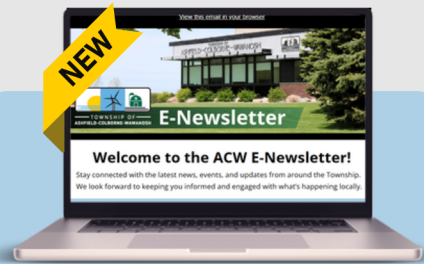 View this email in your browser
NEW
ASHFIELD-COLBORNE-WAWANOSH
TOWNSHIP OF
ASHFIELD-COLBORNE-WAWANOSH
E-Newsletter
Welcome to the ACW E-Newsletter!
Stay connected with the latest news, events, and updates from around the Township.
We look forward to keeping you informed and engaged with what's happening locally.